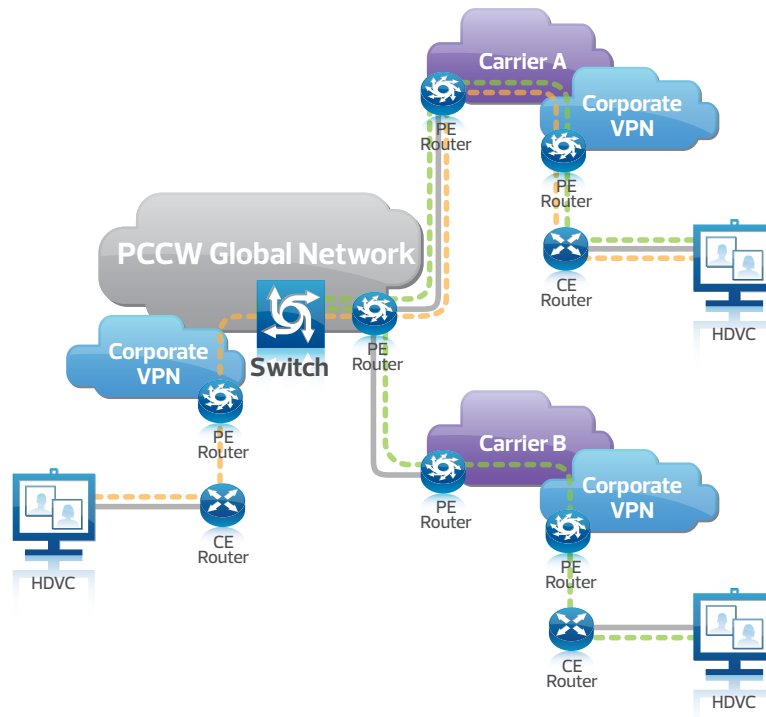 Carrier A
PE
Router
Corporate
VPN
PE
Router
PCCW Global Network
CE
Router
HDVC
Switch
PE
Router
Corporate
VPN
PE
Router
Carrier B
PE
Router
Corporate
VPN
CE
Router
HDVC
PE
Router
CE
Router
HDVC